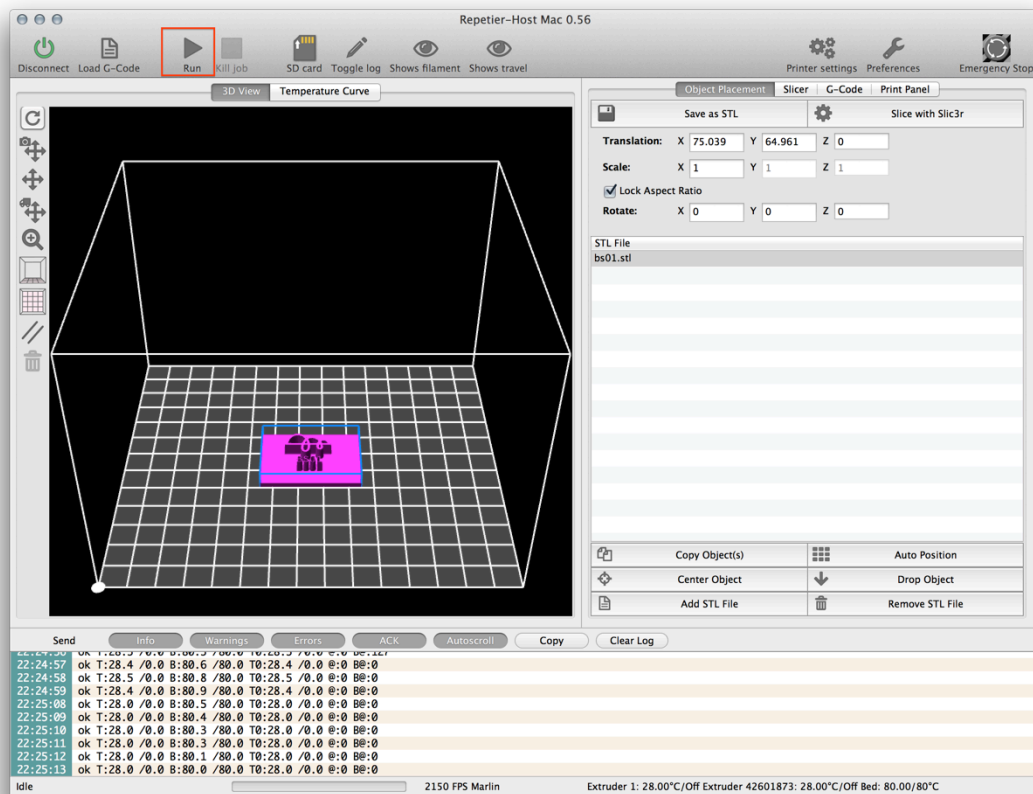 Repetier-Host Mac 0.56
Disconnect Load G-Code Run Kill job SD card Toggle log Shows filament Shows travel Printer settings Preferences Emergency Stop
3D View Temperature Curve
Object Placement Slicer G-Code Print Panel
Save as STL Slice with Slic3r
Translation: X 75.039 Y 64.961 Z 0
Scale: X 1 Y 1 Z 1
Lock Aspect Ratio
Rotate: X 0 Y 0 Z 0
STL File
bs01.stl
Copy Object(s) Auto Position
Center Object Drop Object
Add STL File Remove STL File
Send Info Warnings Errors ACK Autoscroll Copy Clear Log
22:24:57 ok T:28.4 /0.0 B:80.6 /80.0 T0:28.4 /0.0 @:0 B@:0
22:24:58 ok T:28.5 /0.0 B:80.8 /80.0 T0:28.5 /0.0 @:0 B@:0
22:24:59 ok T:28.4 /0.0 B:80.9 /80.0 T0:28.4 /0.0 @:0 B@:0
22:25:08 ok T:28.0 /0.0 B:80.5 /80.0 T0:28.0 /0.0 @:0 B@:0
22:25:09 ok T:28.0 /0.0 B:80.4 /80.0 T0:28.0 /0.0 @:0 B@:0
22:25:10 ok T:28.0 /0.0 B:80.3 /80.0 T0:28.0 /0.0 @:0 B@:0
22:25:11 ok T:28.0 /0.0 B:80.3 /80.0 T0:28.0 /0.0 @:0 B@:0
22:25:12 ok T:28.0 /0.0 B:80.1 /80.0 T0:28.0 /0.0 @:0 B@:0
22:25:13 ok T:28.0 /0.0 B:80.0 /80.0 T0:28.0 /0.0 @:0 B@:0
Idle 2150 FPS Marlin Extruder 1: 28.00°C/Off Extruder 42601873: 28.00°C/Off Bed: 80.00/80°C